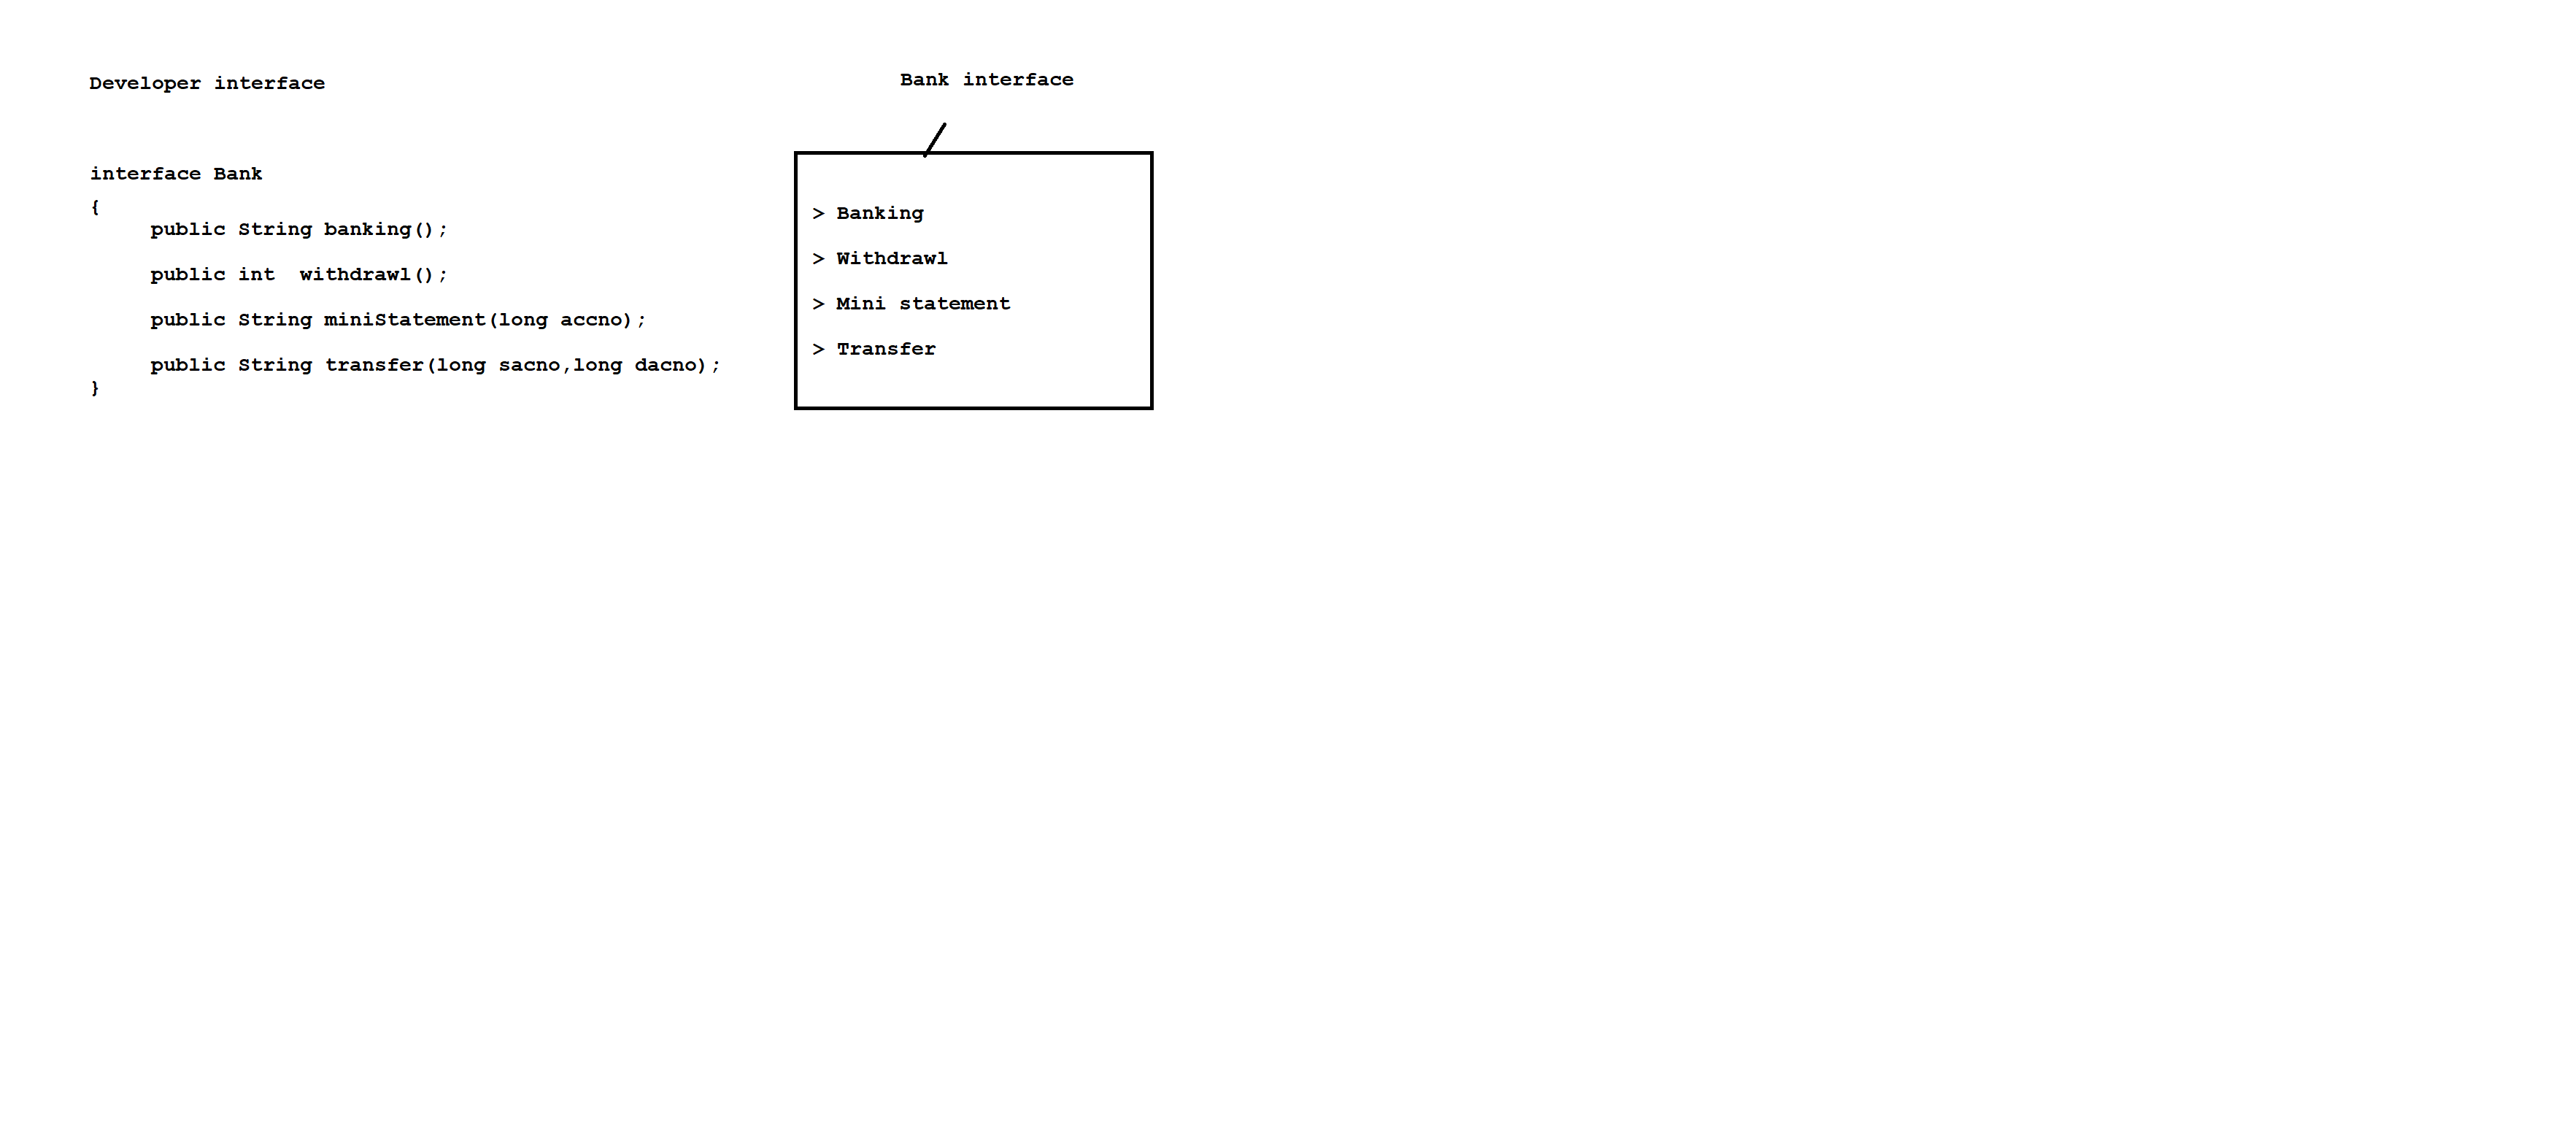 Developer interface
interface Bank
{
public String banking();
public int  withdrawl();
public String miniStatement(long accno);
public String transfer(long sacno,long dacno);
}
Bank interface
> Banking
> Withdrawl
> Mini statement
> Transfer